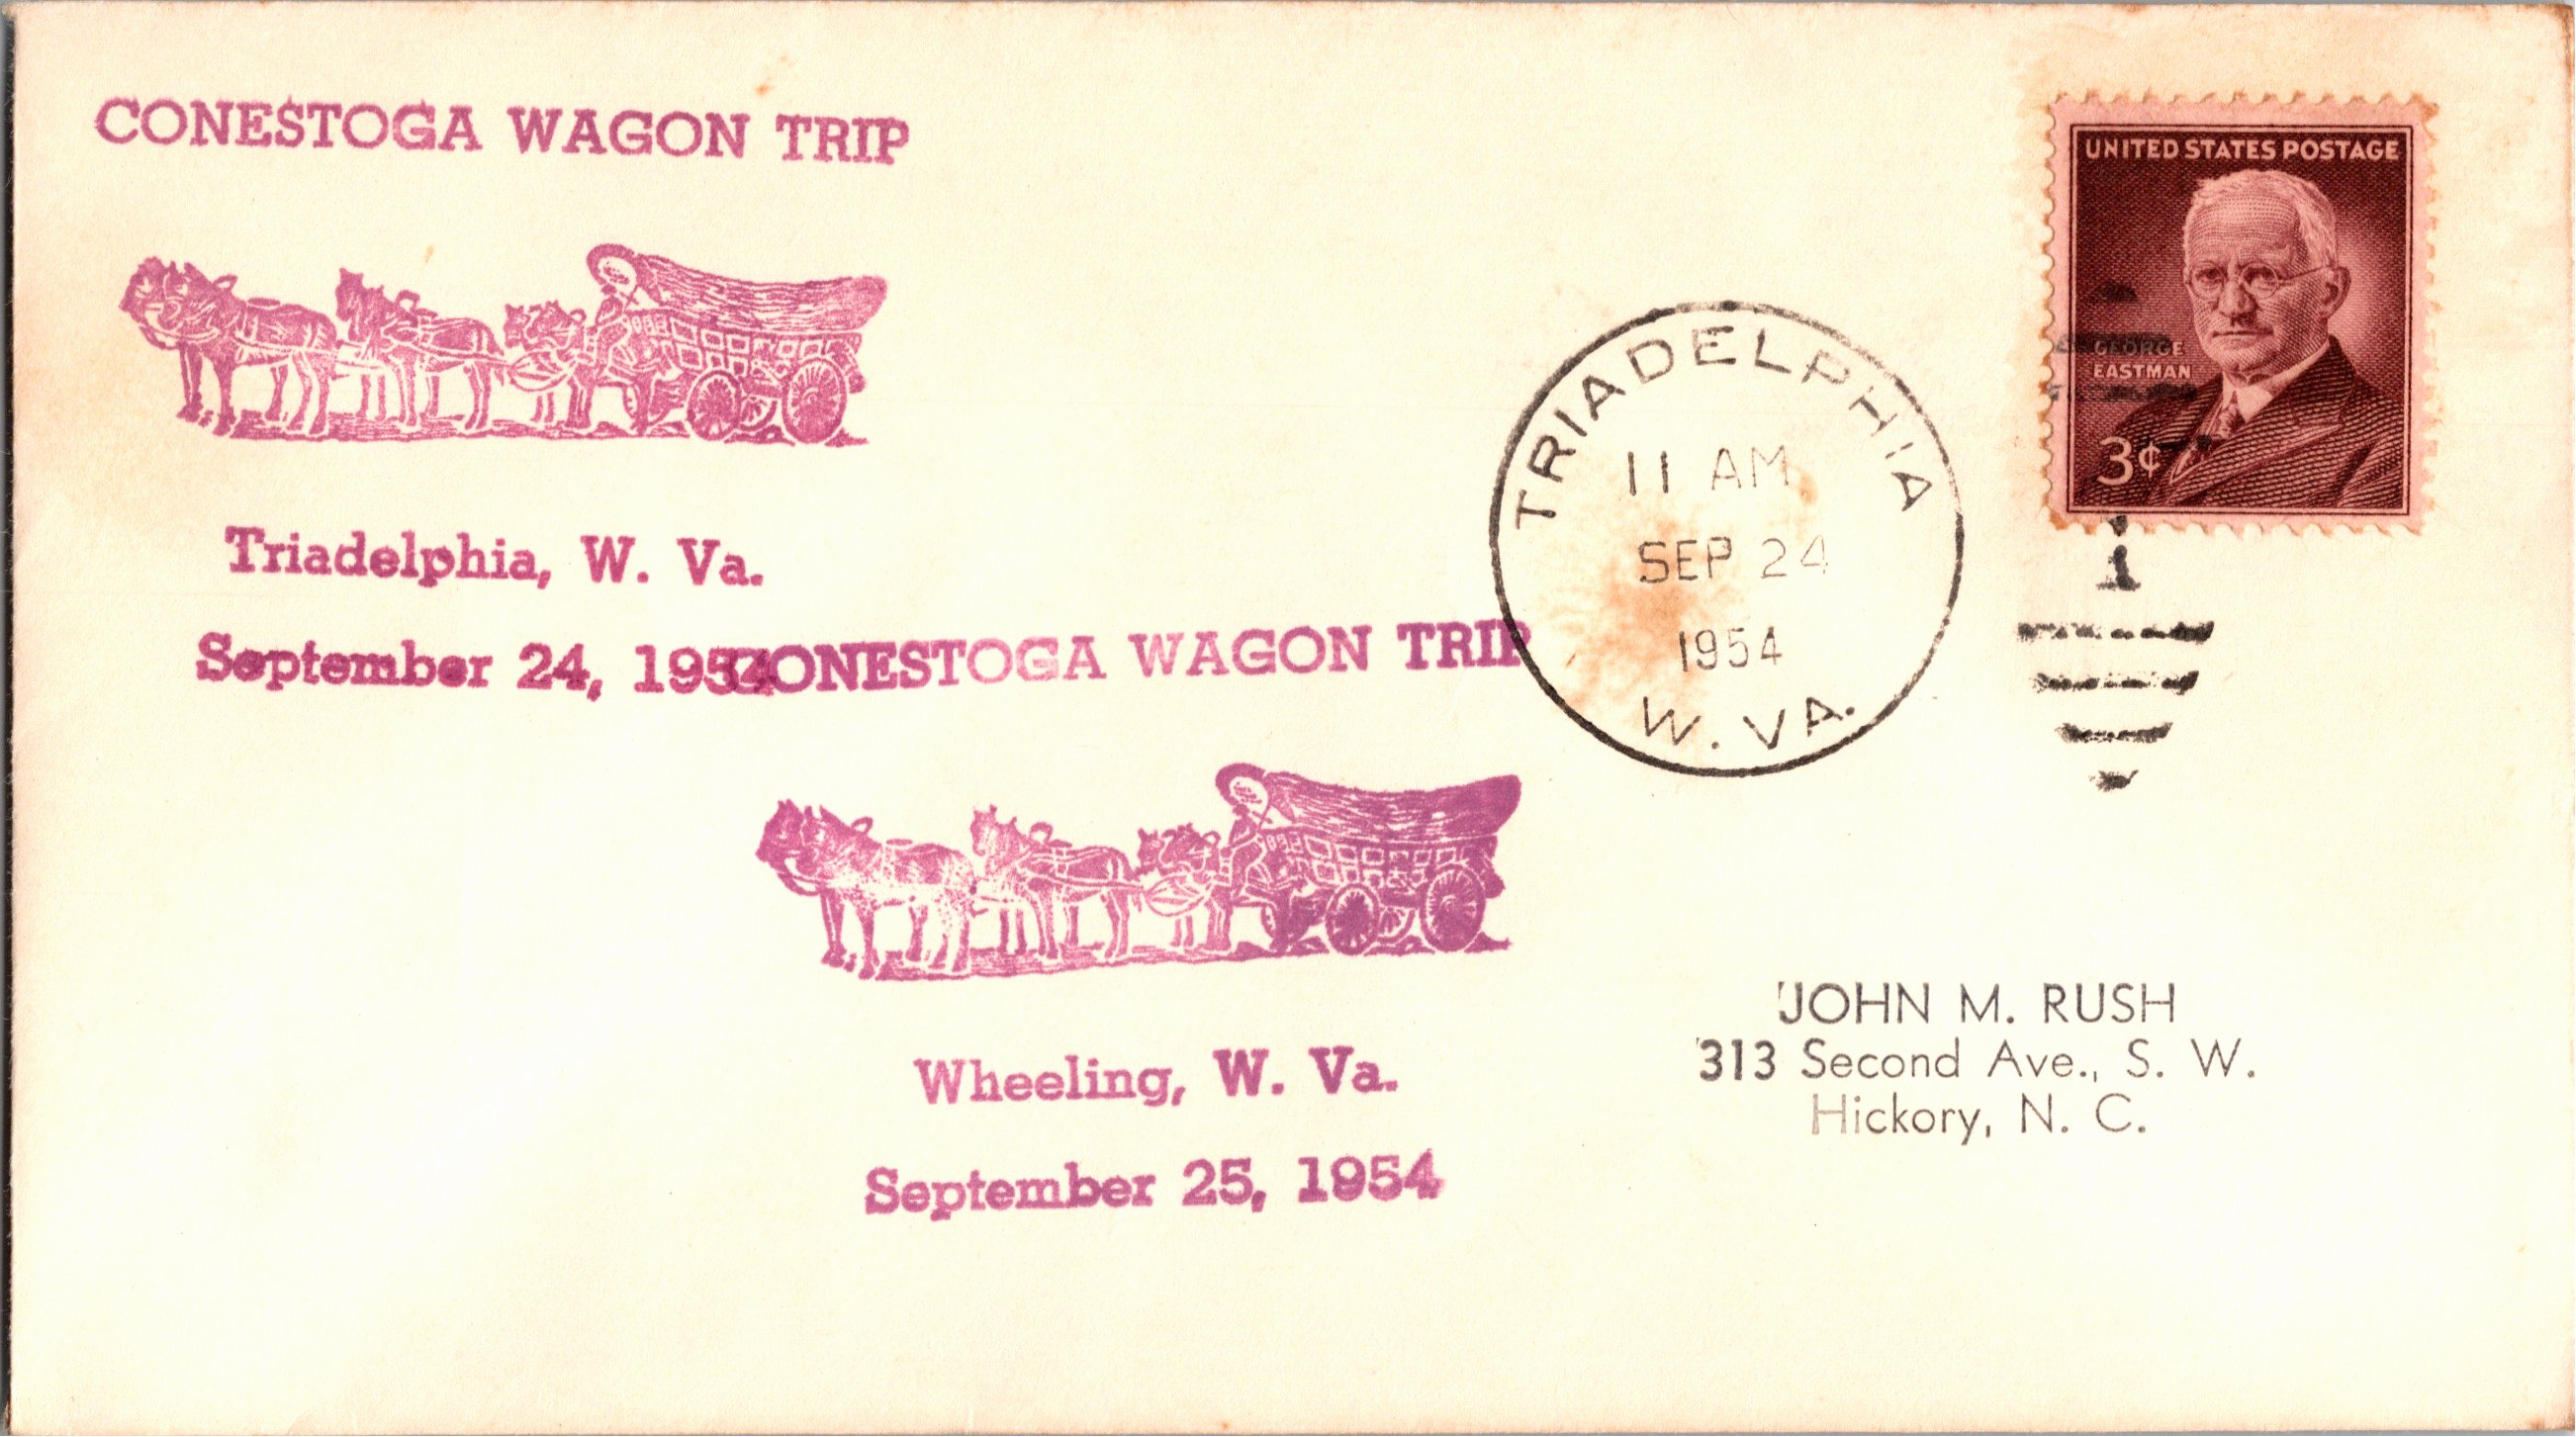 CONESTOGA WAGON TRIP
Triadelphia, W. Va.
September 24, 1954
CONESTOGA WAGON TRIP
Wheeling, W. Va.
September 25, 1954
TRIADELPHIA
11 AM
SEP 24
1954
W. VA.
UNITED STATES POSTAGE
GEORGE
EASTMAN
3¢
1
JOHN M. RUSH
313 Second Ave., S. W.
Hickory, N. C.